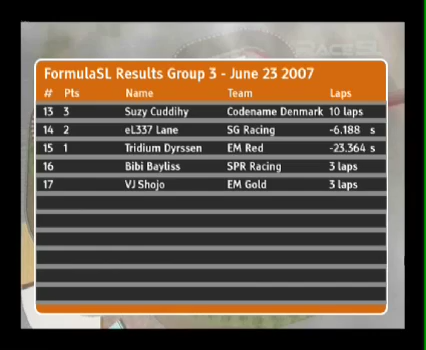 RACESL
FormulaSL Results Group 3 - June 23 2007
# Pts Name Team Laps
13 3 Suzy Cuddihy Codename Denmark 10 laps
14 2 eL337 Lane SG Racing -6.188 s
15 1 Tridium Dyrssen EM Red -23.364 s
16 Bibi Bayliss SPR Racing 3 laps
17 VJ Shojo EM Gold 3 laps